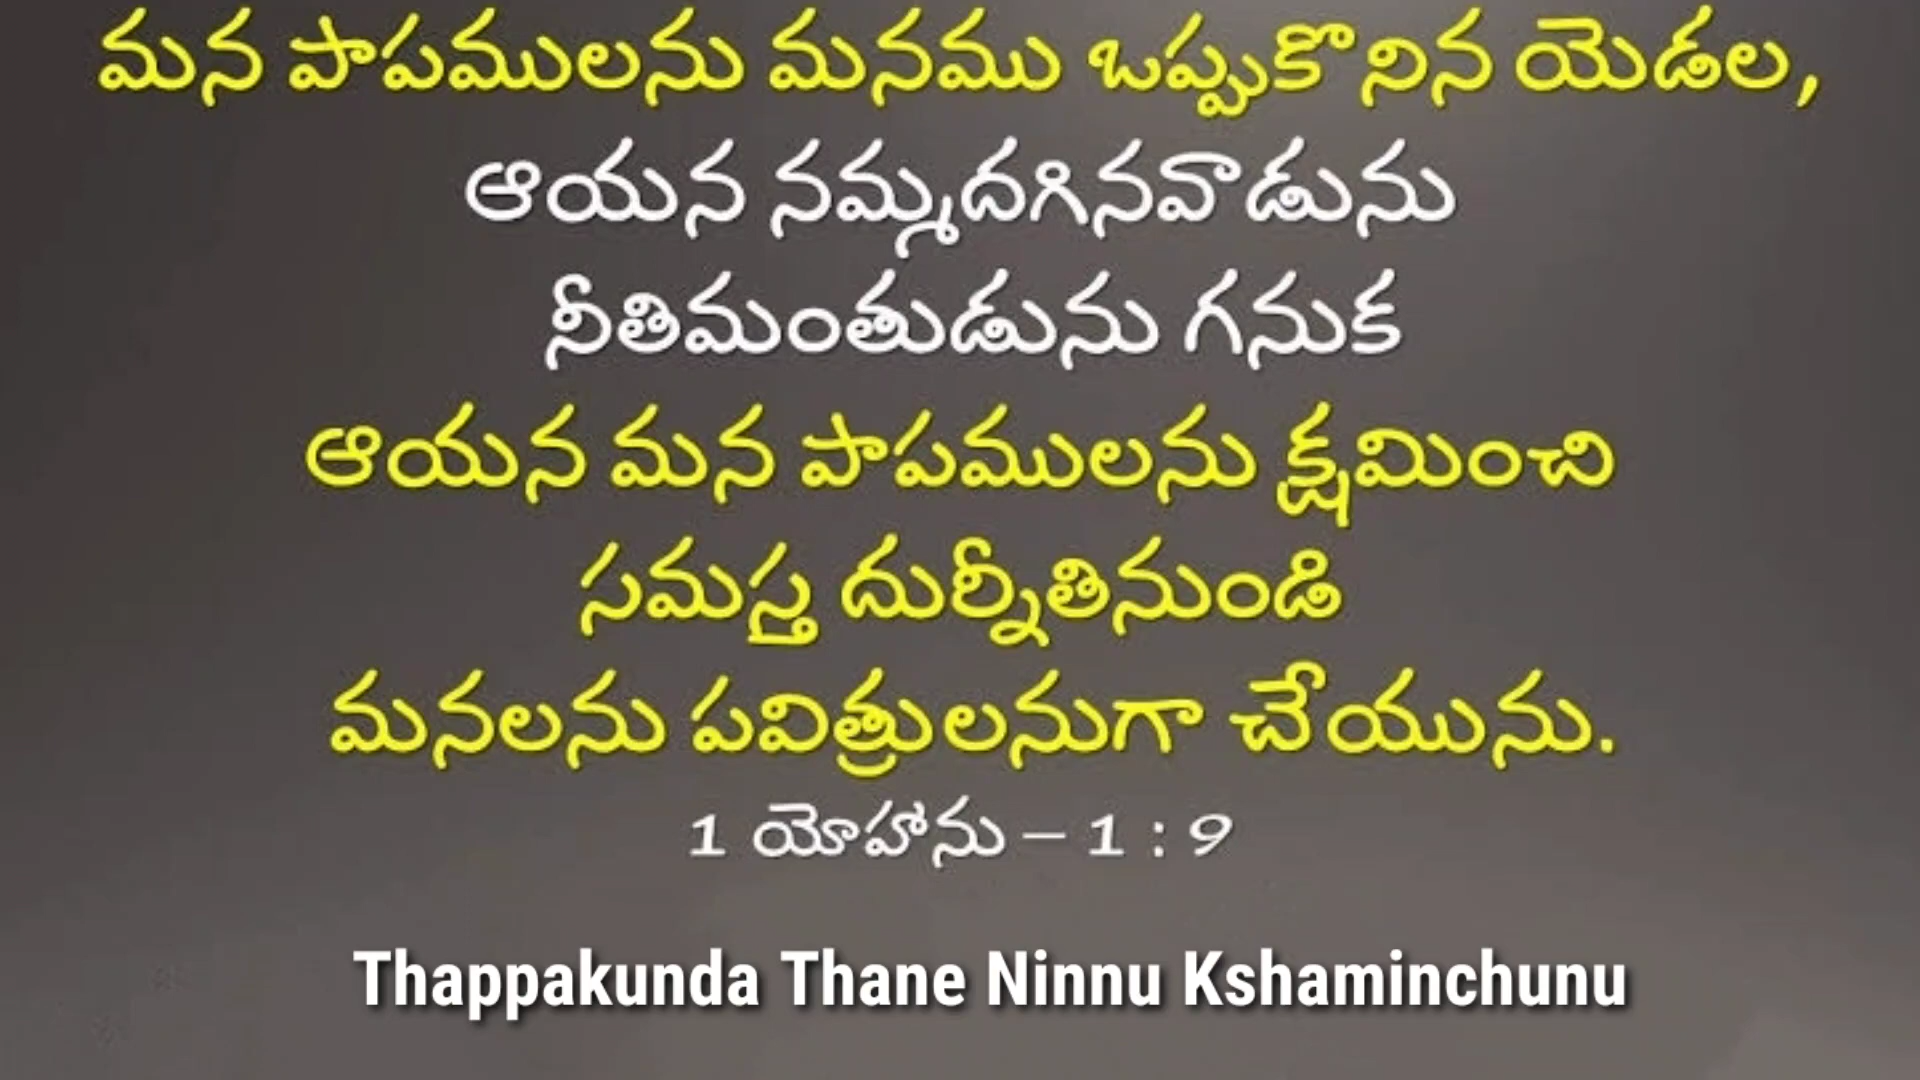 మన పాపములను మనము ఒప్పుకొనిన యెడల,
ఆయన నమ్మదగినవాడును
నీతిమంతుడును గనుక
ఆయన మన పాపములను క్షమించి
సమస్త దుర్నీతినుండి
మనలను పవిత్రులనుగా చేయును.
1 యోహాను – 1 : 9
Thappakunda Thane Ninnu Kshaminchunu